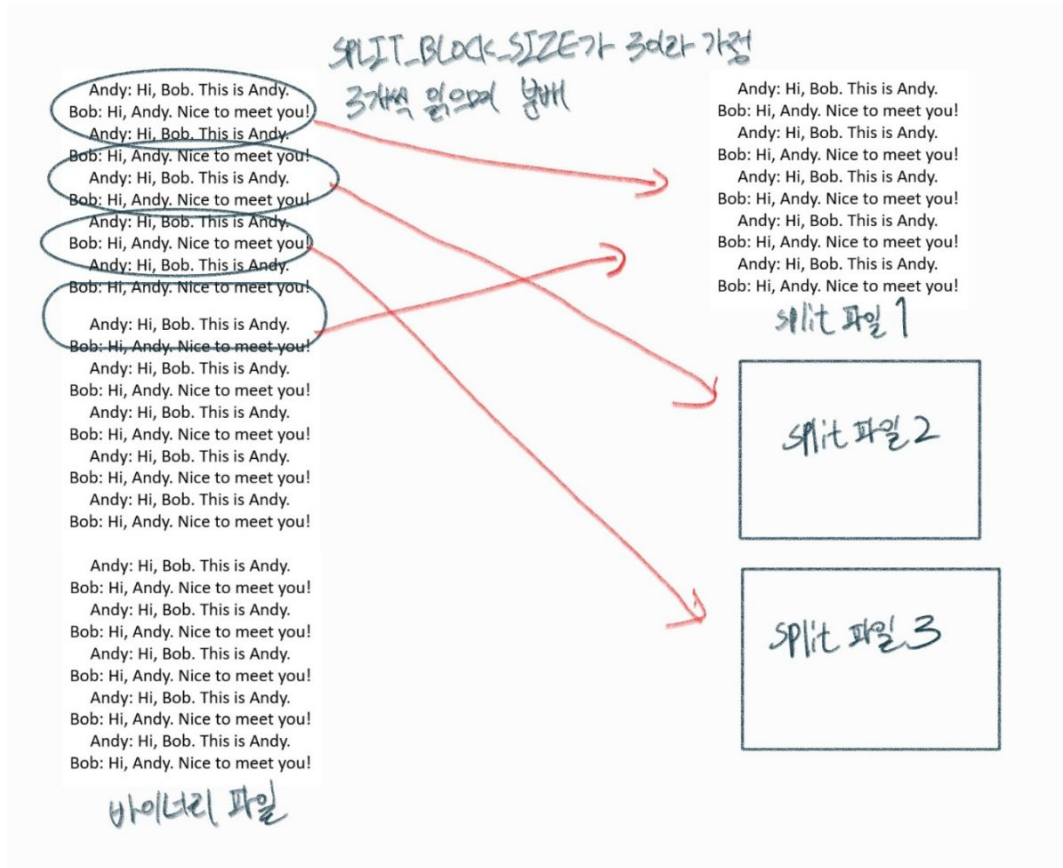 SPLIT_BLOCK_SIZE가 3이라 가정
3개씩 읽으며 분배
Andy: Hi, Bob. This is Andy.
Bob: Hi, Andy. Nice to meet you!
Andy: Hi, Bob. This is Andy.
Bob: Hi, Andy. Nice to meet you!
Andy: Hi, Bob. This is Andy.
Bob: Hi, Andy. Nice to meet you!
Andy: Hi, Bob. This is Andy.
Bob: Hi, Andy. Nice to meet you!
Andy: Hi, Bob. This is Andy.
Bob: Hi, Andy. Nice to meet you!
Andy: Hi, Bob. This is Andy.
Bob: Hi, Andy. Nice to meet you!
Andy: Hi, Bob. This is Andy.
Bob: Hi, Andy. Nice to meet you!
Andy: Hi, Bob. This is Andy.
Bob: Hi, Andy. Nice to meet you!
Andy: Hi, Bob. This is Andy.
Bob: Hi, Andy. Nice to meet you!
Andy: Hi, Bob. This is Andy.
Bob: Hi, Andy. Nice to meet you!
Andy: Hi, Bob. This is Andy.
Bob: Hi, Andy. Nice to meet you!
Andy: Hi, Bob. This is Andy.
Bob: Hi, Andy. Nice to meet you!
Andy: Hi, Bob. This is Andy.
Bob: Hi, Andy. Nice to meet you!
Andy: Hi, Bob. This is Andy.
Bob: Hi, Andy. Nice to meet you!
Andy: Hi, Bob. This is Andy.
Bob: Hi, Andy. Nice to meet you!
바이너리 파일
Andy: Hi, Bob. This is Andy.
Bob: Hi, Andy. Nice to meet you!
Andy: Hi, Bob. This is Andy.
Bob: Hi, Andy. Nice to meet you!
Andy: Hi, Bob. This is Andy.
Bob: Hi, Andy. Nice to meet you!
Andy: Hi, Bob. This is Andy.
Bob: Hi, Andy. Nice to meet you!
Andy: Hi, Bob. This is Andy.
Bob: Hi, Andy. Nice to meet you!
split 파일 1
split 파일 2
split 파일 3